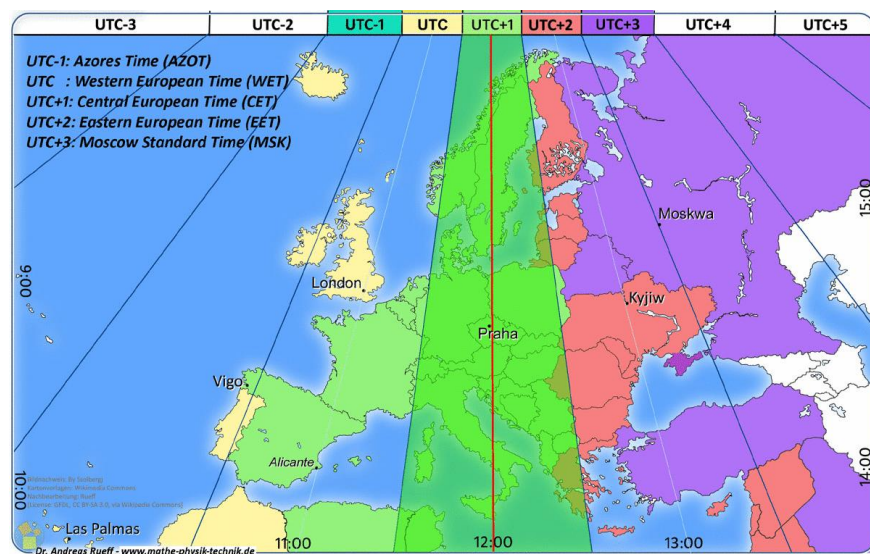 UTC-3 UTC-2 UTC-1 UTC UTC+1 UTC+2 UTC+3 UTC+4 UTC+5
UTC-1: Azores Time (AZOT)
UTC : Western European Time (WET)
UTC+1: Central European Time (CET)
UTC+2: Eastern European Time (EET)
UTC+3: Moscow Standard Time (MSK)
15:00
Moskwa
9:00
London
Kyjiw
Praha
Vigo
Alicante
14:00
10:00
Nachbearbeitung: Rueff
Las Palmas
11:00
12:00
13:00
Dr. Andreas Rueff - www.mathe-physik-technik.de